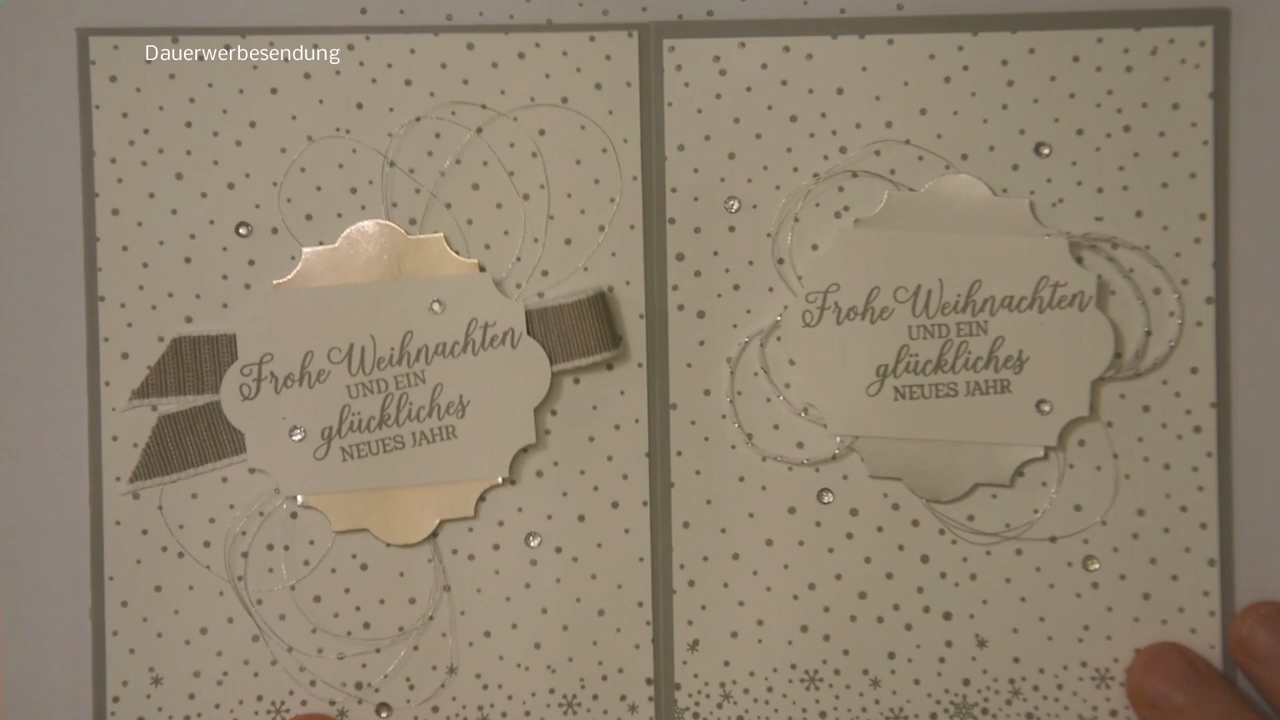 Dauerwerbesendung
Frohe Weihnachten
UND EIN
glückliches
NEUES JAHR
Frohe Weihnachten
UND EIN
glückliches
NEUES JAHR